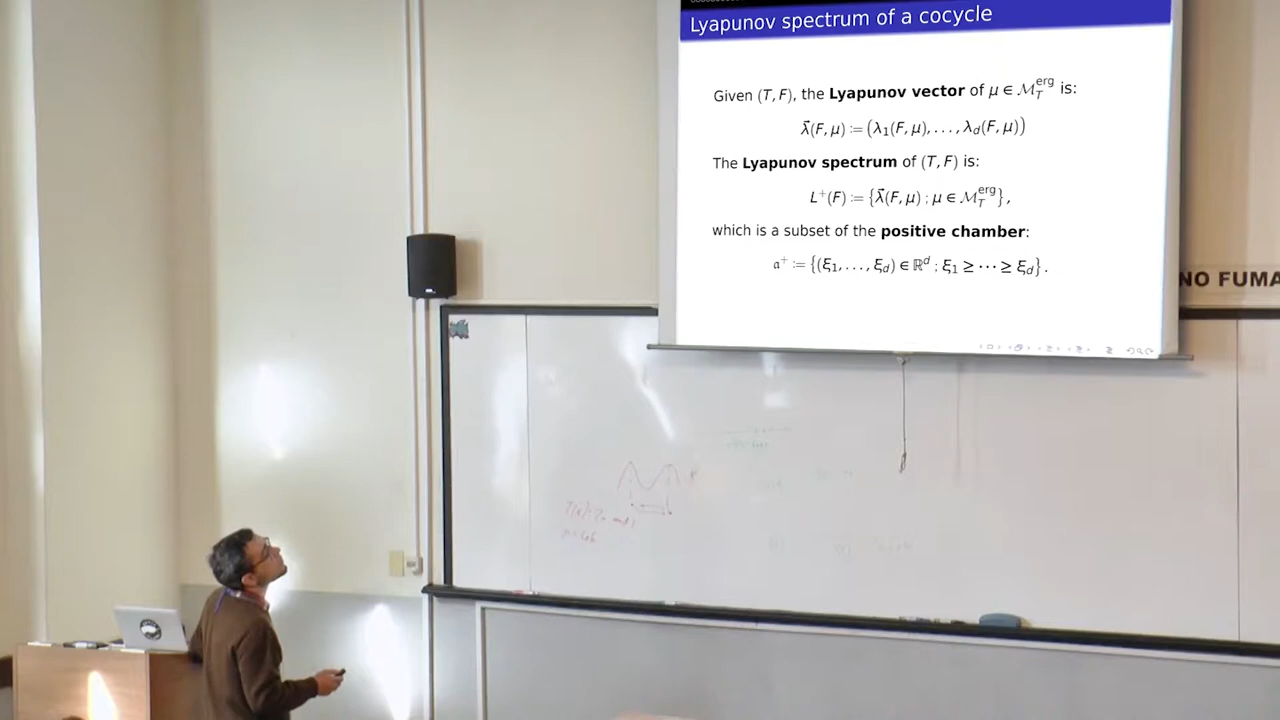 Lyapunov spectrum of a cocycle
Given (T, F), the Lyapunov vector of μ ∈ ℳ_T^erg is:
λ⃗(F, μ) := (λ₁(F, μ), . . . , λ_d(F, μ))
The Lyapunov spectrum of (T, F) is:
L⁺(F) := {λ⃗(F, μ) ; μ ∈ ℳ_T^erg},
which is a subset of the positive chamber:
𝔞⁺ := {(ξ₁, . . . , ξ_d) ∈ ℝ^d ; ξ₁ ≥ ⋯ ≥ ξ_d}.
NO FUMA